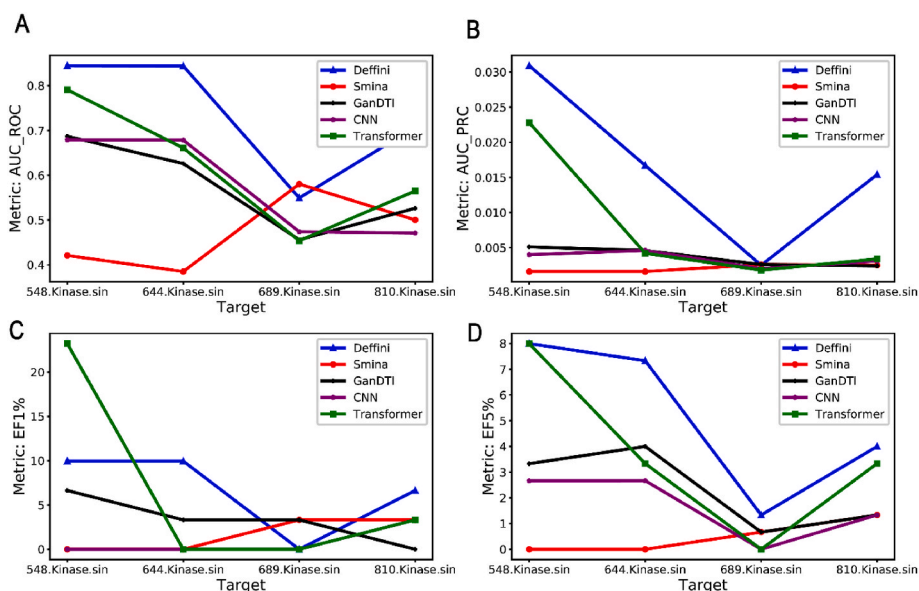 A
Metric: AUC_ROC
0.8
0.7
0.6
0.5
0.4
Deffini
Smina
GanDTI
CNN
Transformer
548.Kinase.sin
644.Kinase.sin
689.Kinase.sin
810.Kinase.sin
Target
B
Metric: AUC_PRC
0.030
0.025
0.020
0.015
0.010
0.005
Deffini
Smina
GanDTI
CNN
Transformer
548.Kinase.sin
644.Kinase.sin
689.Kinase.sin
810.Kinase.sin
Target
C
Metric: EF1%
20
15
10
5
0
Deffini
Smina
GanDTI
CNN
Transformer
548.Kinase.sin
644.Kinase.sin
689.Kinase.sin
810.Kinase.sin
Target
D
Metric: EF5%
8
7
6
5
4
3
2
1
0
Deffini
Smina
GanDTI
CNN
Transformer
548.Kinase.sin
644.Kinase.sin
689.Kinase.sin
810.Kinase.sin
Target